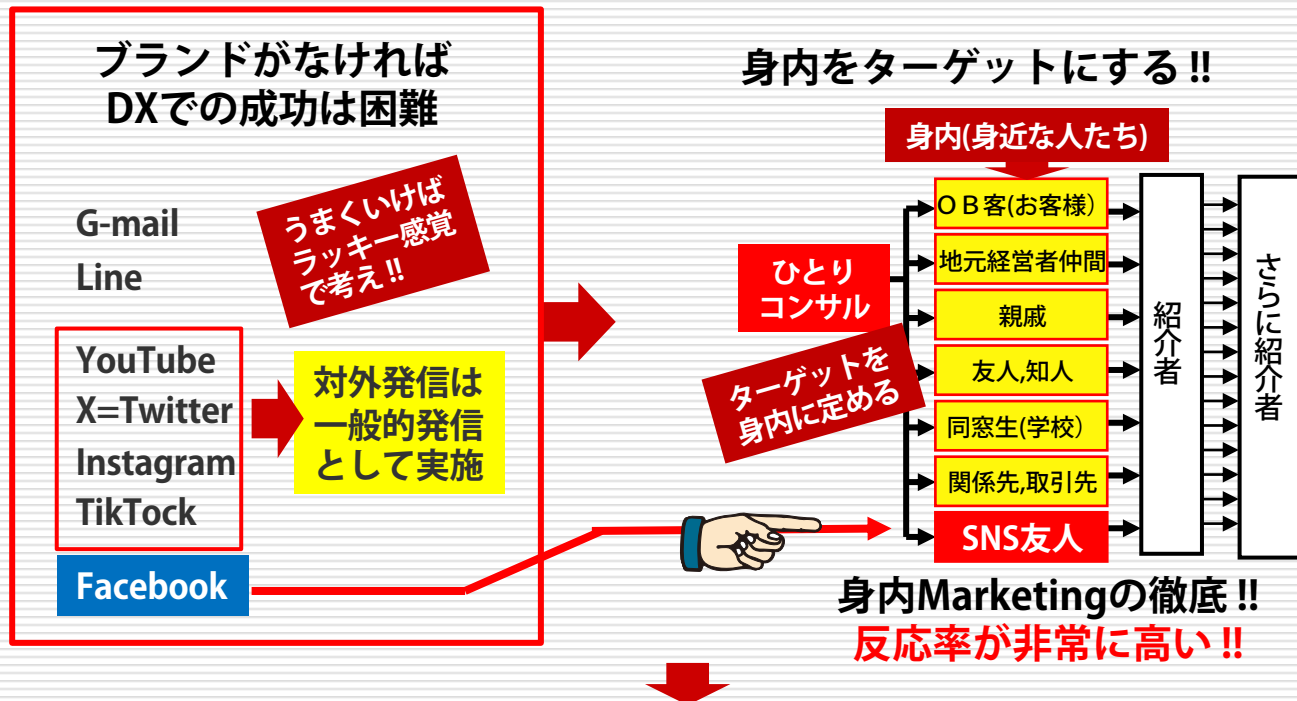 ブランドがなければ
DXでの成功は困難
G-mail
Line
うまくいけば
ラッキー感覚
で考え!!
YouTube
X=Twitter
Instagram
TikTock
対外発信は
一般的発信
として実施
Facebook
身内をターゲットにする!!
身内(身近な人たち)
ひとり
コンサル
ターゲットを
身内に定める
OB客(お客様)
地元経営者仲間
親戚
友人,知人
同窓生(学校)
関係先,取引先
SNS友人
紹介者
さらに紹介者
身内Marketingの徹底!!
反応率が非常に高い!!